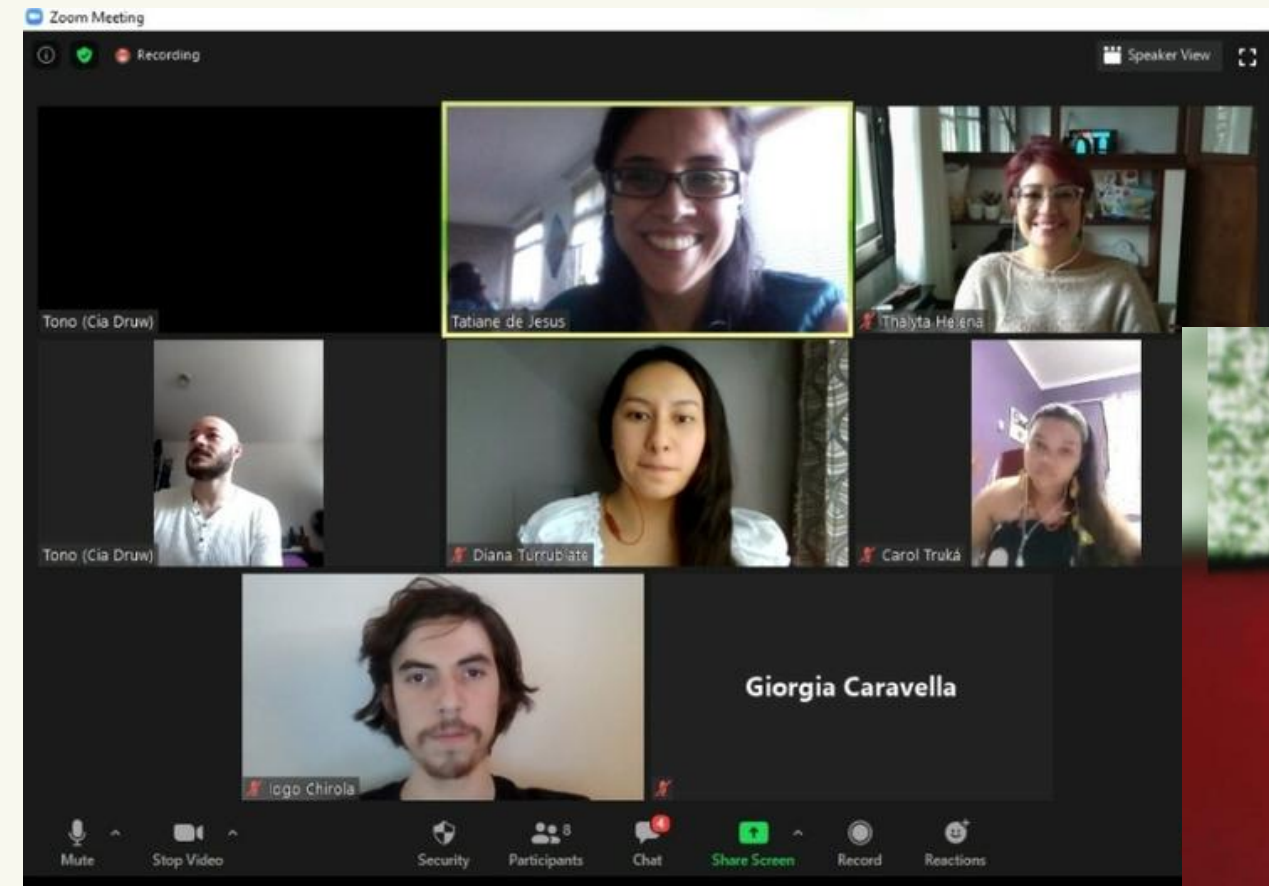 Zoom Meeting
Recording
Speaker View
Tono (Cia Druw)
Tatiane de Jesus
Thalyta Helena
Tono (Cia Druw)
Diana Turrubiate
Carol Truká
Iogo Chirola
Giorgia Caravella
Mute
Stop Video
Security
Participants
8
Chat
4
Share Screen
Record
Reactions